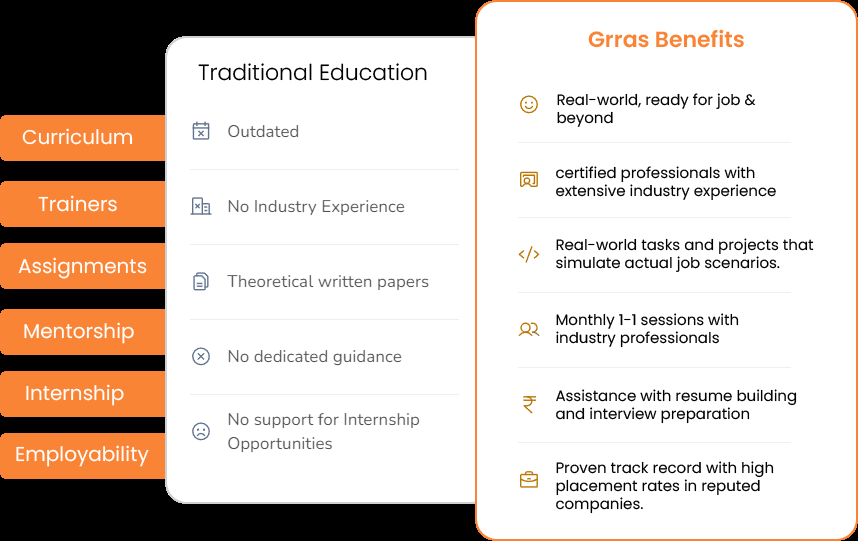 Grras Benefits
Traditional Education
Curriculum
Outdated
Real-world, ready for job &
beyond
Trainers
No Industry Experience
certified professionals with
extensive industry experience
Assignments
Theoretical written papers
Real-world tasks and projects that
simulate actual job scenarios.
Mentorship
No dedicated guidance
Monthly 1-1 sessions with
industry professionals
Internship
No support for Internship
Opportunities
Assistance with resume building
and interview preparation
Employability
Proven track record with high
placement rates in reputed
companies.